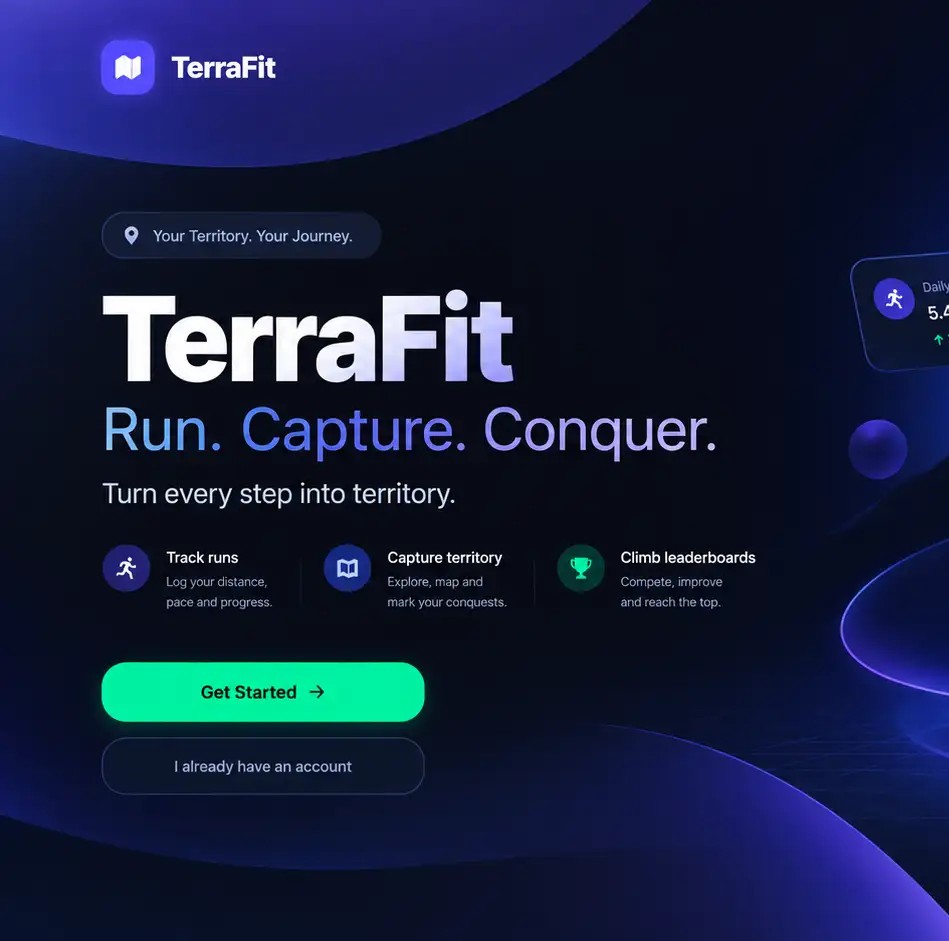 TerraFit
Your Territory. Your Journey.
TerraFit
Run. Capture. Conquer.
Turn every step into territory.
Track runs
Log your distance,
pace and progress.
Capture territory
Explore, map and
mark your conquests.
Climb leaderboards
Compete, improve
and reach the top.
Get Started →
I already have an account
Daily
5.4